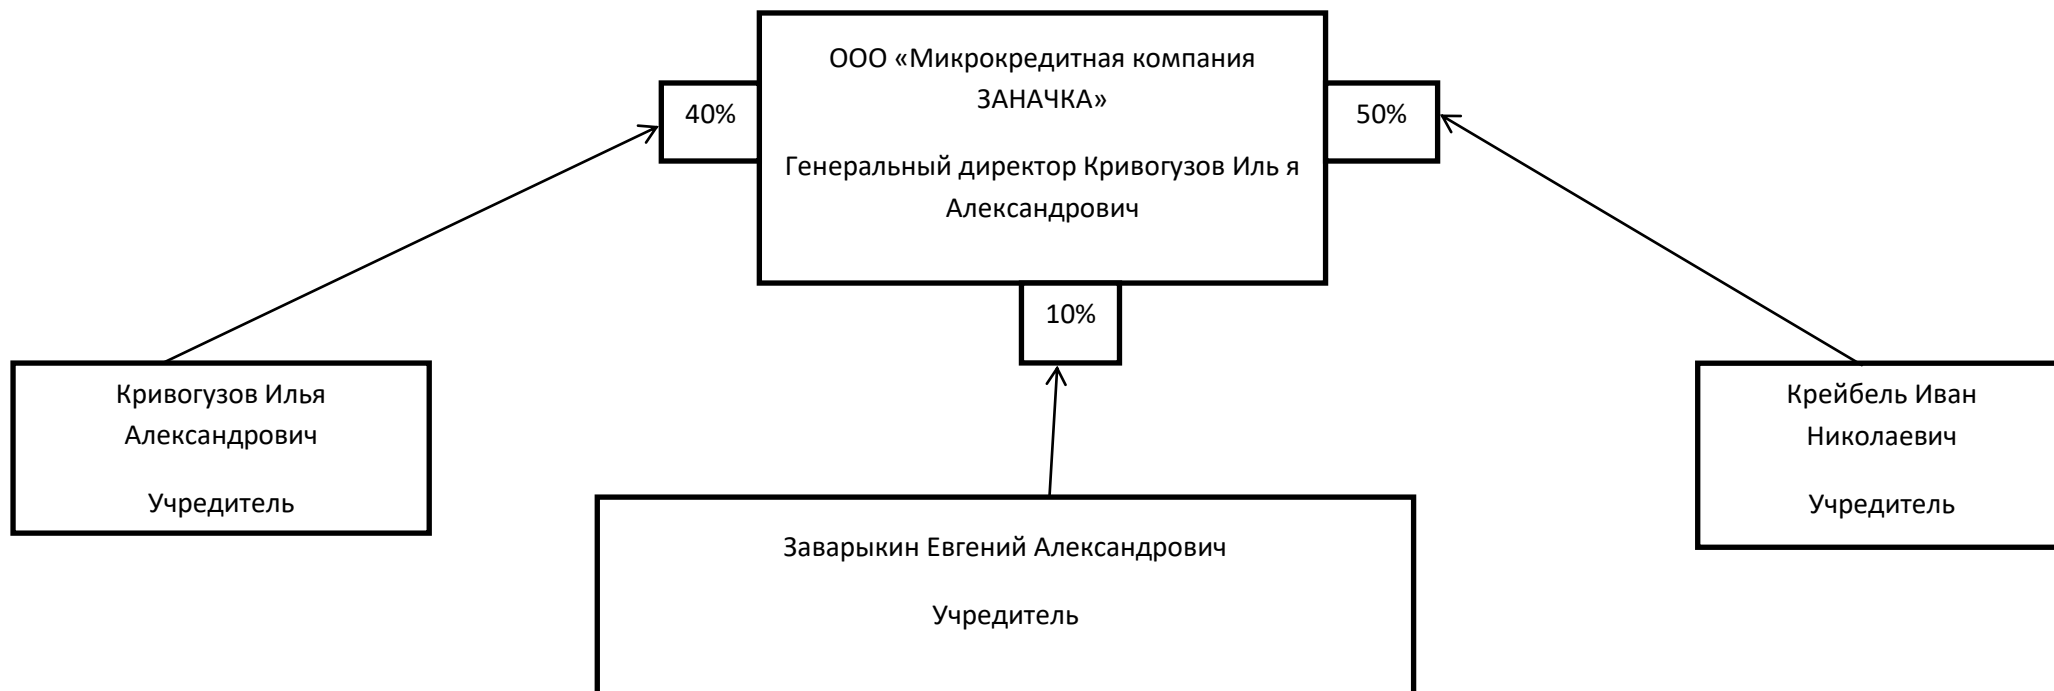 ООО «Микрокредитная компания
ЗАНАЧКА»
Генеральный директор Кривогузов Иль я
Александрович
40%
50%
10%
Кривогузов Илья
Александрович
Учредитель
Заварыкин Евгений Александрович
Учредитель
Крейбель Иван
Николаевич
Учредитель